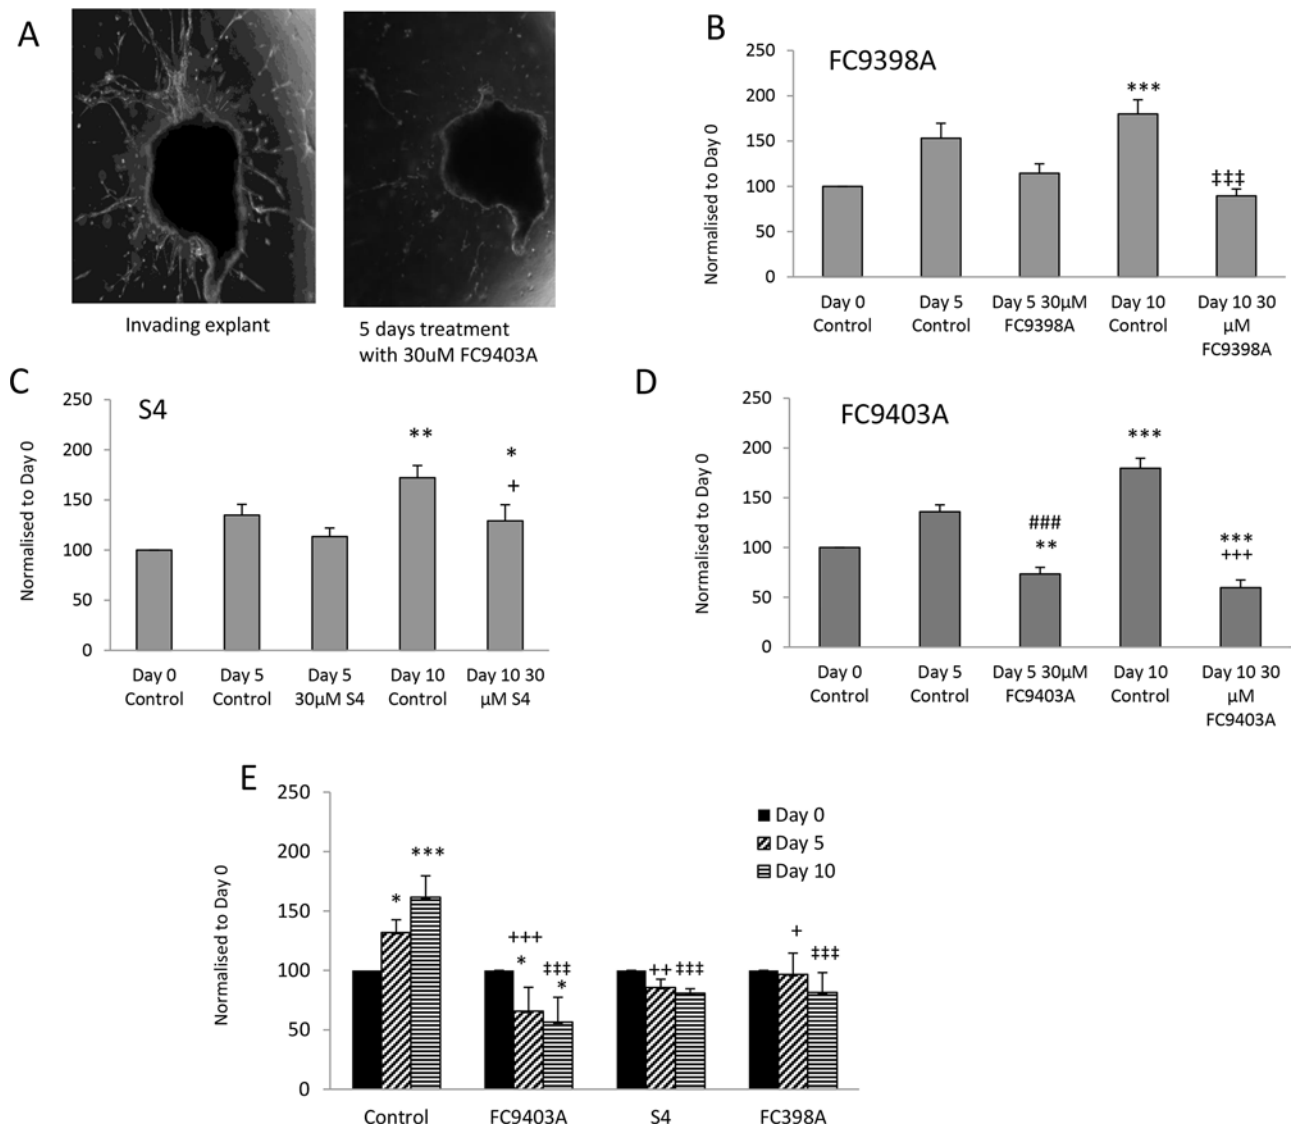 A
Invading explant
5 days treatment
with 30uM FC9403A
B
FC9398A
Normalised to Day 0
250
200
150
100
50
0
***
‡‡‡
Day 0
Control
Day 5
Control
Day 5 30µM
FC9398A
Day 10
Control
Day 10 30
µM
FC9398A
C
S4
Normalised to Day 0
250
200
150
100
50
0
**
*
+
Day 0
Control
Day 5
Control
Day 5
30µM S4
Day 10
Control
Day 10 30
µM S4
D
FC9403A
Normalised to Day 0
250
200
150
100
50
0
###
**
***
***
+++
Day 0
Control
Day 5
Control
Day 5 30µM
FC9403A
Day 10
Control
Day 10 30
µM
FC9403A
E
Normalised to Day 0
250
200
150
100
50
0
Day 0
Day 5
Day 10
*
***
+++
*
‡‡‡
*
++
‡‡‡
+
‡‡‡
Control
FC9403A
S4
FC398A